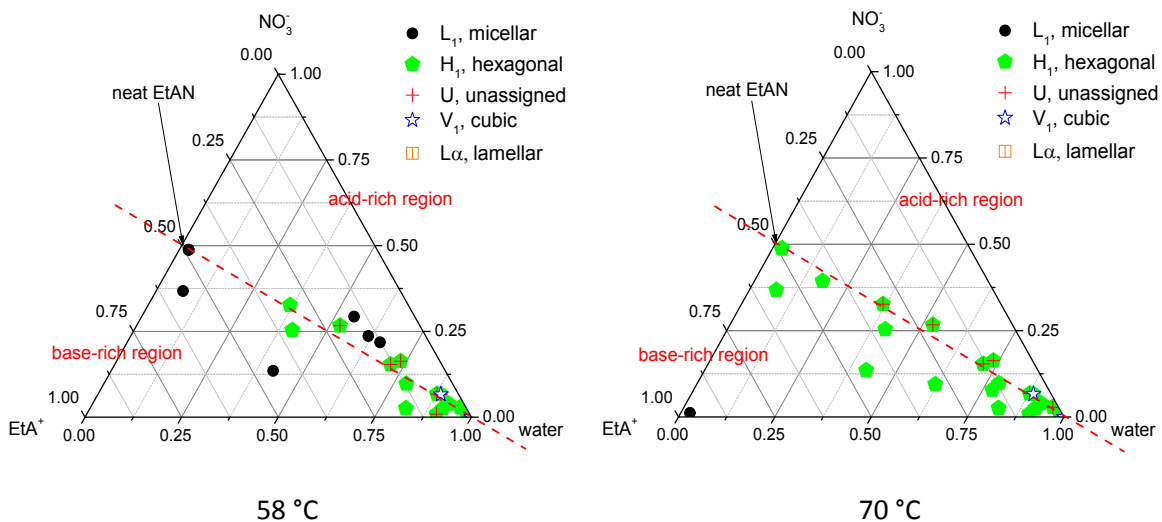 NO₃⁻
0.00
1.00
neat EtAN
0.25
0.75
acid-rich region
0.50
0.50
0.75
0.25
base-rich region
1.00
0.00
EtA⁺
0.00
0.25
0.50
0.75
1.00
water
L₁, micellar
H₁, hexagonal
U, unassigned
V₁, cubic
Lα, lamellar
58 °C
NO₃⁻
0.00
1.00
neat EtAN
0.25
0.75
acid-rich region
0.50
0.50
0.75
0.25
base-rich region
1.00
0.00
EtA⁺
0.00
0.25
0.50
0.75
1.00
water
L₁, micellar
H₁, hexagonal
U, unassigned
V₁, cubic
Lα, lamellar
70 °C